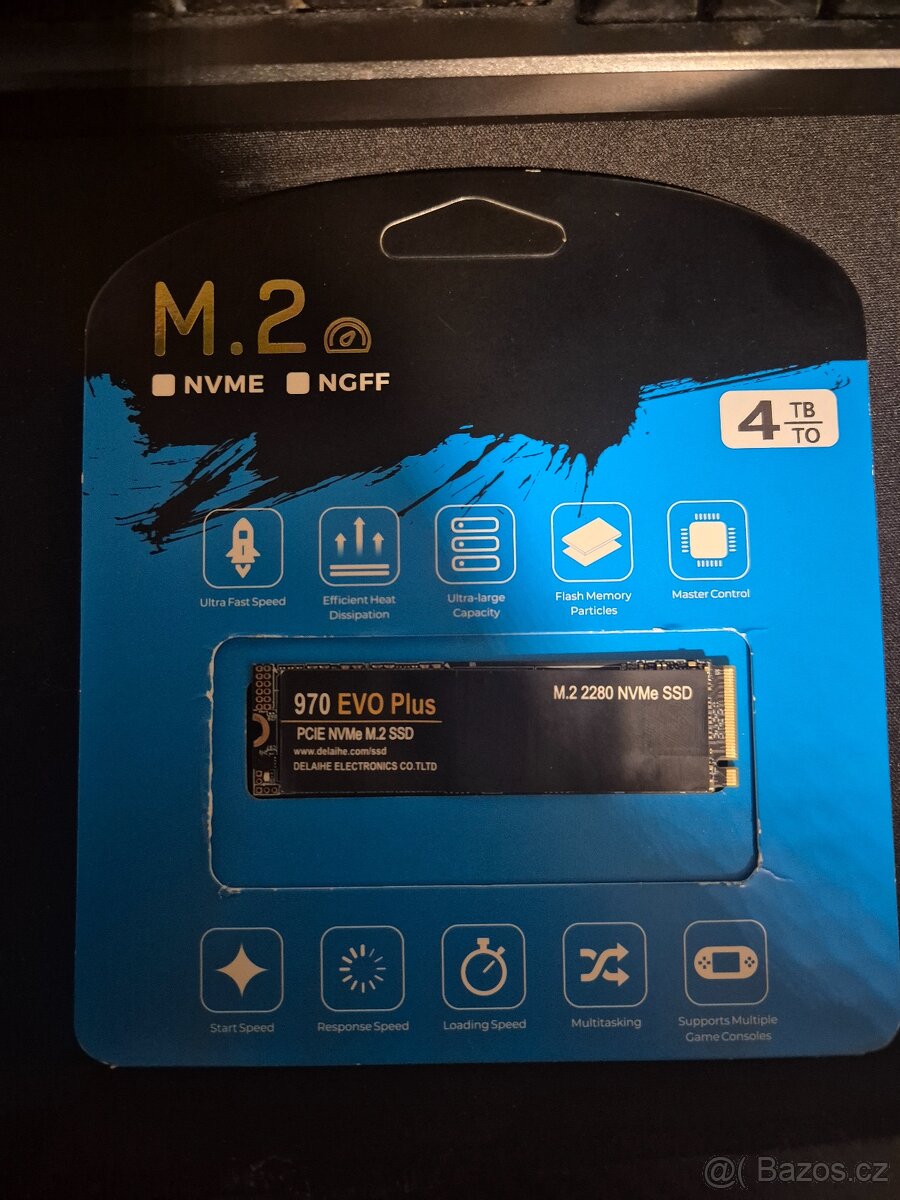 M.2
NVME NGFF
4 TB
TO
Ultra Fast Speed
Efficient Heat
Dissipation
Ultra-large
Capacity
Flash Memory
Particles
Master Control
970 EVO Plus
M.2 2280 NVMe SSD
PCIE NVMe M.2 SSD
www.delaihe.com/ssd
DELAIHE ELECTRONICS CO.TLTD
Start Speed
Response Speed
Loading Speed
Multitasking
Supports Multiple
Game Consoles
@( Bazos.cz